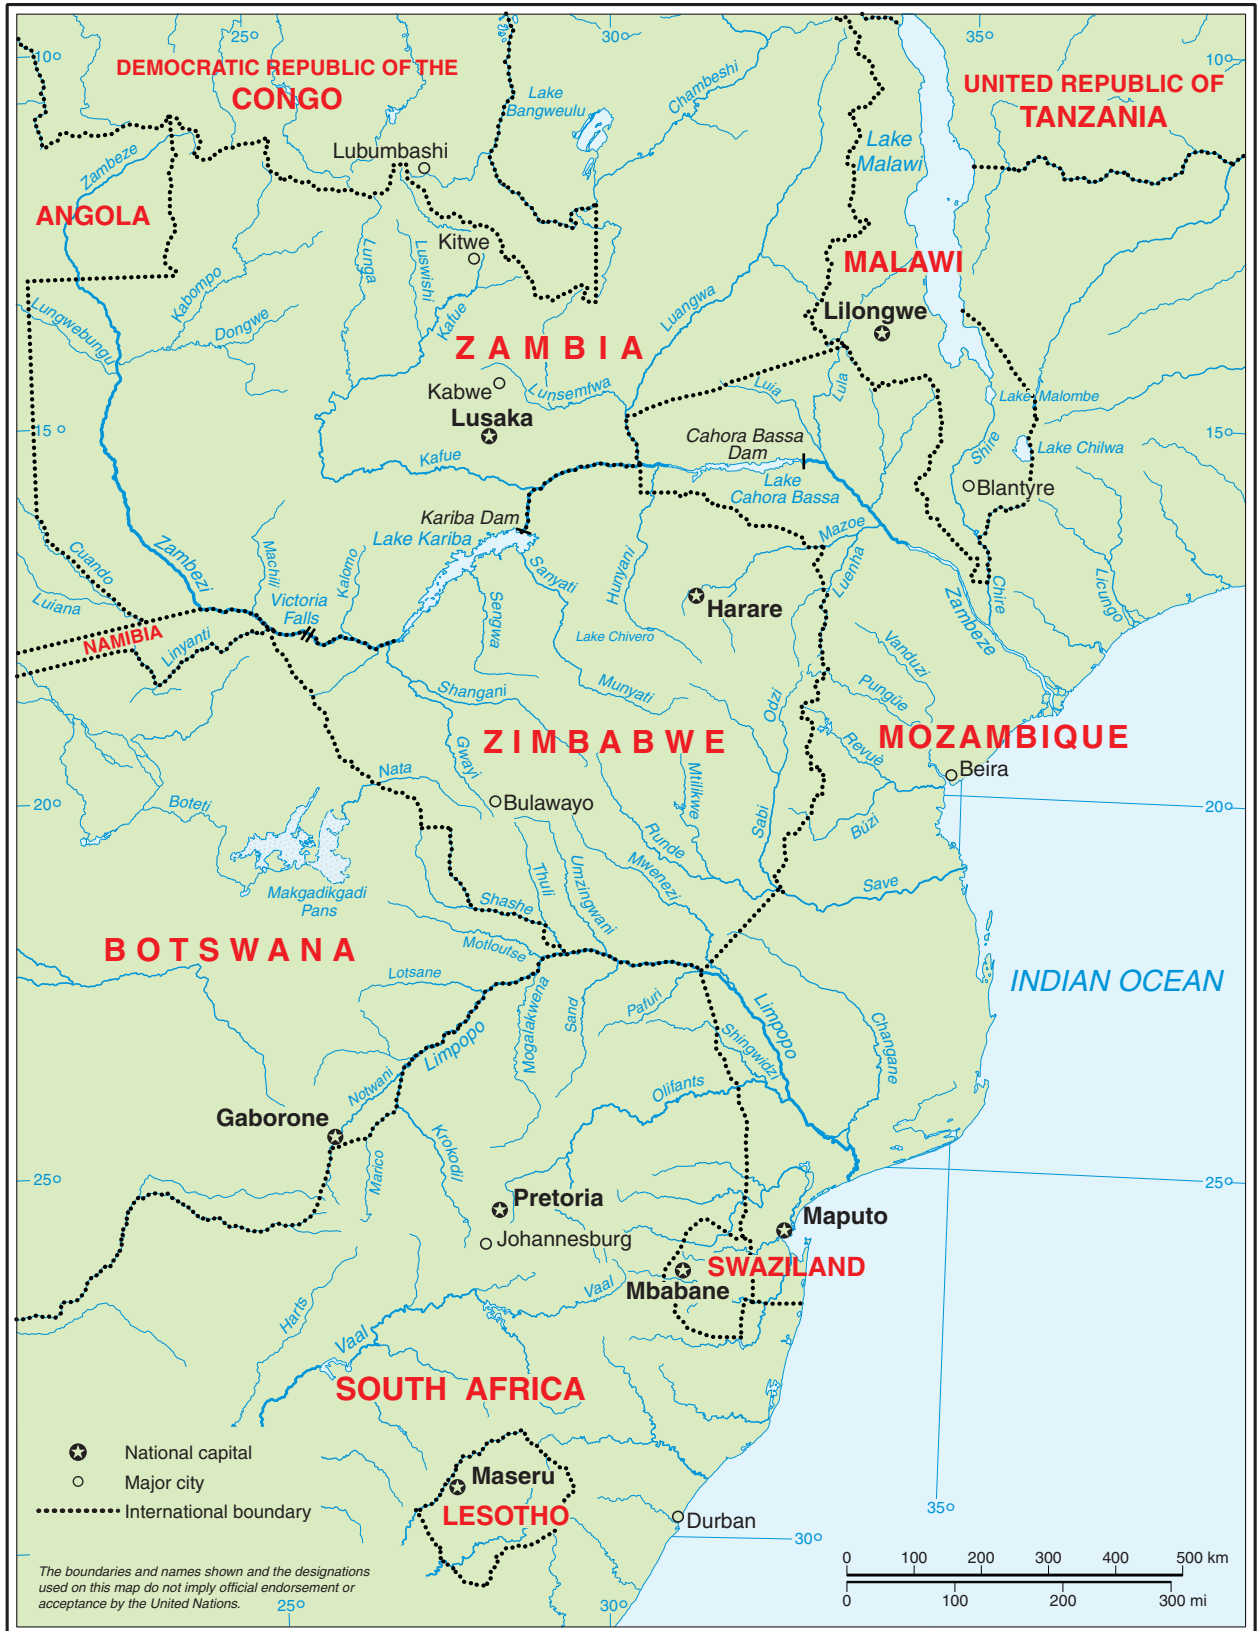 25°
30°
35°
10°
10°
DEMOCRATIC REPUBLIC OF THE
CONGO
UNITED REPUBLIC OF
TANZANIA
Lake
Bangweulu
Chambeshi
Lake
Malawi
Lubumbashi
Zambeze
ANGOLA
Kitwe
Lunga
Luswishi
Kafue
MALAWI
Lilongwe
Kabompo
Lungwebungu
Dongwe
Luangwa
ZAMBIA
Kabwe
Lunsemfwa
Luia
Lula
Lake Malombe
Lusaka
15°
15°
Kafue
Cahora Bassa
Dam
Lake
Cahora Bassa
Shire
Lake Chilwa
Blantyre
Kariba Dam
Lake Kariba
Mazoe
Cuando
Zambezi
Machili
Kalomo
Sanyati
Hunyani
Luenha
Luiana
Victoria
Falls
Sengwa
Harare
Chire
Licungo
Zambeze
NAMIBIA
Linyanti
Lake Chivero
Vanduzi
Shangani
Munyati
Odzi
Pungúe
ZIMBABWE
MOZAMBIQUE
Gwayi
Revuè
Beira
Nata
Mtilikwe
Boteti
Bulawayo
Sabi
Búzi
20°
20°
Runde
Mwenezi
Thuli
Umzingwani
Makgadikgadi
Pans
Shashe
Save
BOTSWANA
Motloutse
Lotsane
INDIAN OCEAN
Limpopo
Mogalakwena
Sand
Pafuri
Limpopo
Shingwidzi
Changane
Notwani
Olifants
Gaborone
Krokodil
Marico
25°
25°
Pretoria
Maputo
Johannesburg
SWAZILAND
Mbabane
Vaal
Harts
Vaal
SOUTH AFRICA
National capital
Major city
International boundary
Maseru
LESOTHO
Durban
35°
30°
The boundaries and names shown and the designations
used on this map do not imply official endorsement or
acceptance by the United Nations.
0 100 200 300 400 500 km
0 100 200 300 mi
25°
30°